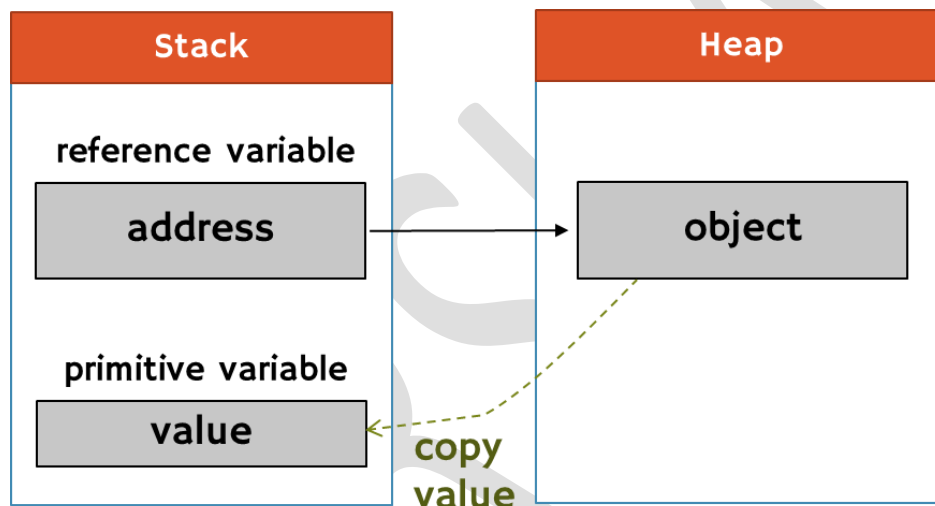 Stack
Heap
reference variable
address
object
primitive variable
value
copy
value